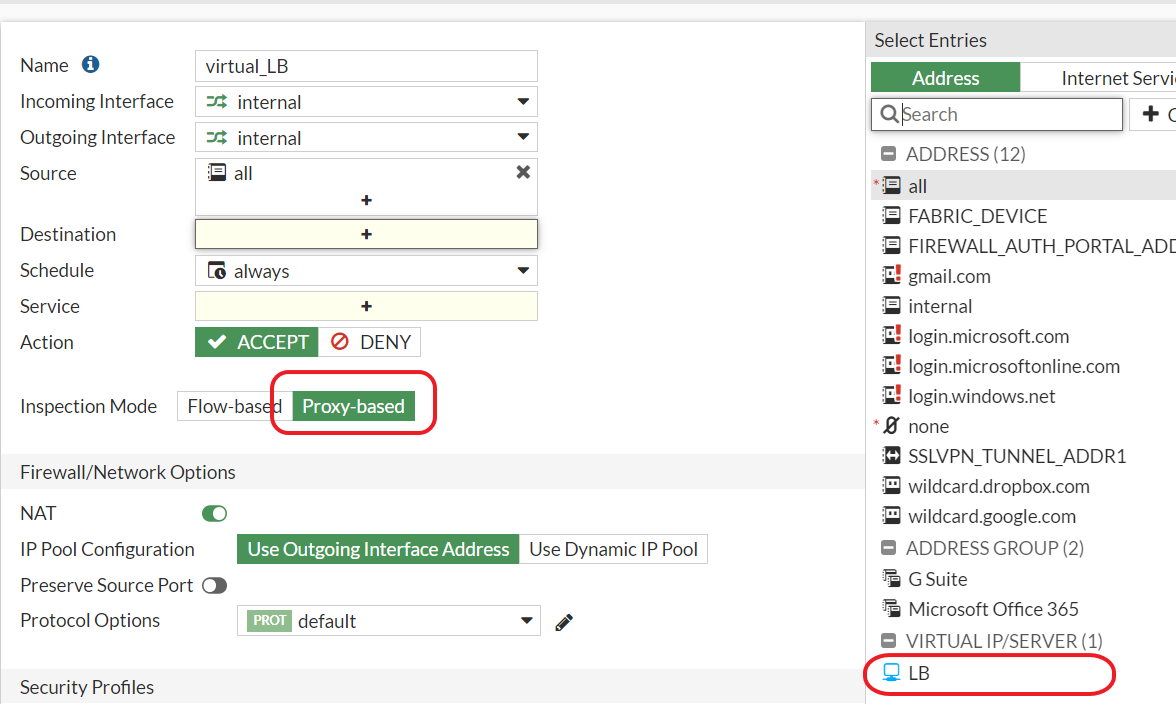 Name
virtual_LB
Incoming Interface
internal
Outgoing Interface
internal
Source
all
Destination
Schedule
always
Service
Action
ACCEPT
DENY
Inspection Mode
Flow-based
Proxy-based
Firewall/Network Options
NAT
IP Pool Configuration
Use Outgoing Interface Address
Use Dynamic IP Pool
Preserve Source Port
Protocol Options
PROT default
Security Profiles
Select Entries
Address
Internet Servi
Search
ADDRESS (12)
* all
FABRIC_DEVICE
FIREWALL_AUTH_PORTAL_ADD
gmail.com
internal
login.microsoft.com
login.microsoftonline.com
login.windows.net
* none
SSLVPN_TUNNEL_ADDR1
wildcard.dropbox.com
wildcard.google.com
ADDRESS GROUP (2)
G Suite
Microsoft Office 365
VIRTUAL IP/SERVER (1)
LB